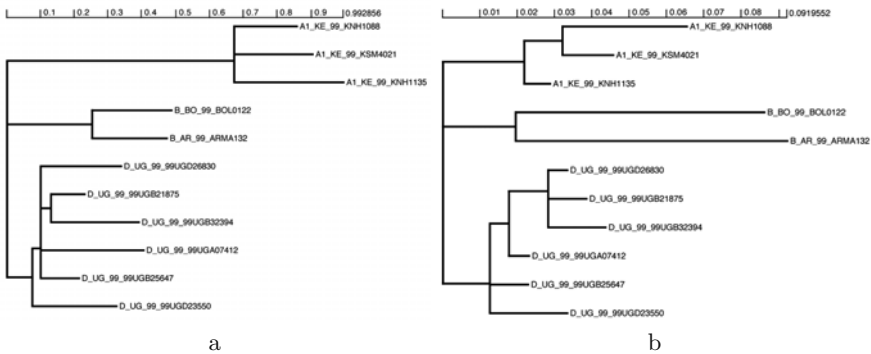 0.1 0.2 0.3 0.4 0.5 0.6 0.7 0.8 0.9 0.992856
A1_KE_99_KNH1088
A1_KE_99_KSM4021
A1_KE_99_KNH1135
B_BO_99_BOL0122
B_AR_99_ARMA132
D_UG_99_99UGD26830
D_UG_99_99UGB21875
D_UG_99_99UGB32394
D_UG_99_99UGA07412
D_UG_99_99UGB25647
D_UG_99_99UGD23550
a
0.01 0.02 0.03 0.04 0.05 0.06 0.07 0.08 0.09 0.0919552
A1_KE_99_KNH1088
A1_KE_99_KSM4021
A1_KE_99_KNH1135
B_BO_99_BOL0122
B_AR_99_ARMA132
D_UG_99_99UGD26830
D_UG_99_99UGB21875
D_UG_99_99UGB32394
D_UG_99_99UGA07412
D_UG_99_99UGB25647
D_UG_99_99UGD23550
b